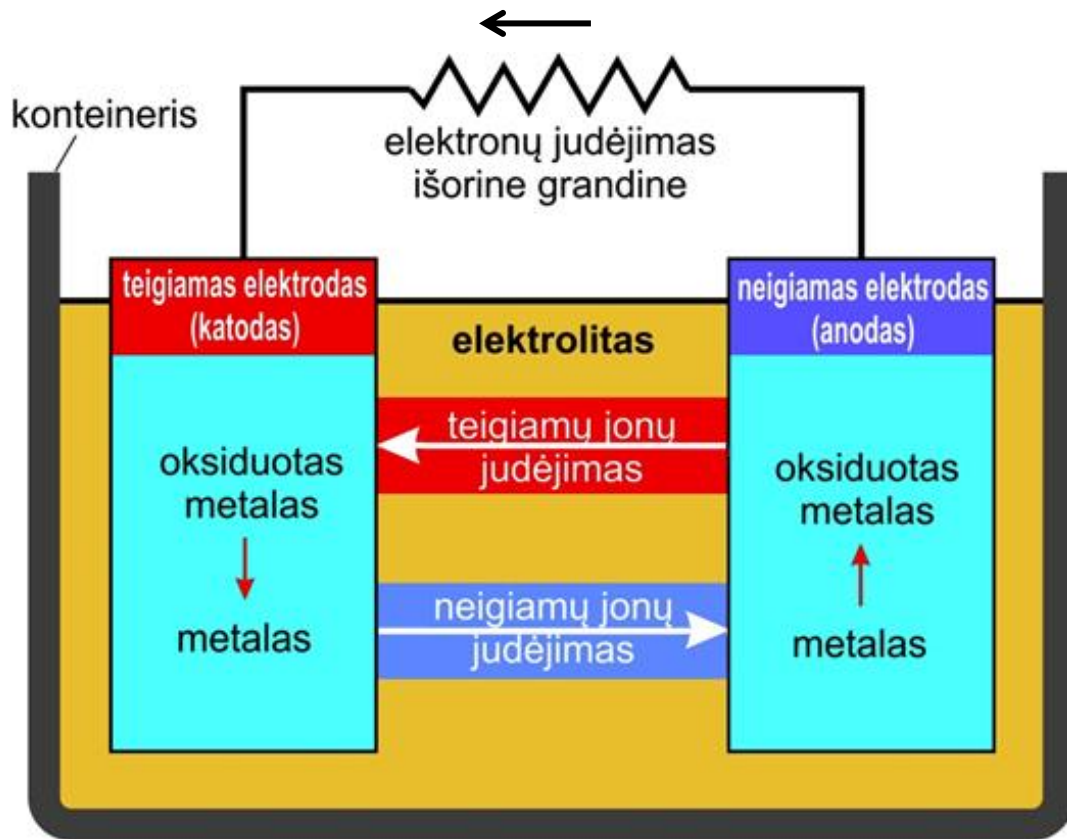 konteineris
elektronų judėjimas
išorine grandine
teigiamas elektrodas
(katodas)
neigiamas elektrodas
(anodas)
elektrolitas
teigiamų jonų
judėjimas
oksiduotas
metalas
metalas
neigiamų jonų
judėjimas
oksiduotas
metalas
metalas